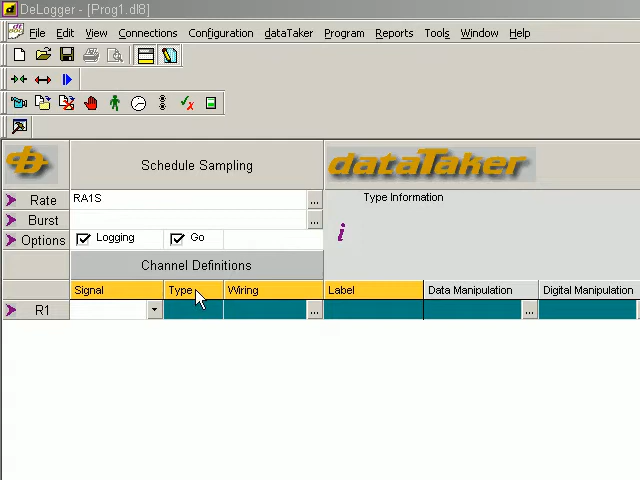 DeLogger - [Prog1.dl8]
File Edit View Connections Configuration dataTaker Program Reports Tools Window Help
Schedule Sampling
dataTaker
Rate RA1S ...
Type Information
Burst ...
Options Logging Go
i
Channel Definitions
Signal Type Wiring Label Data Manipulation Digital Manipulation
R1 ... ...